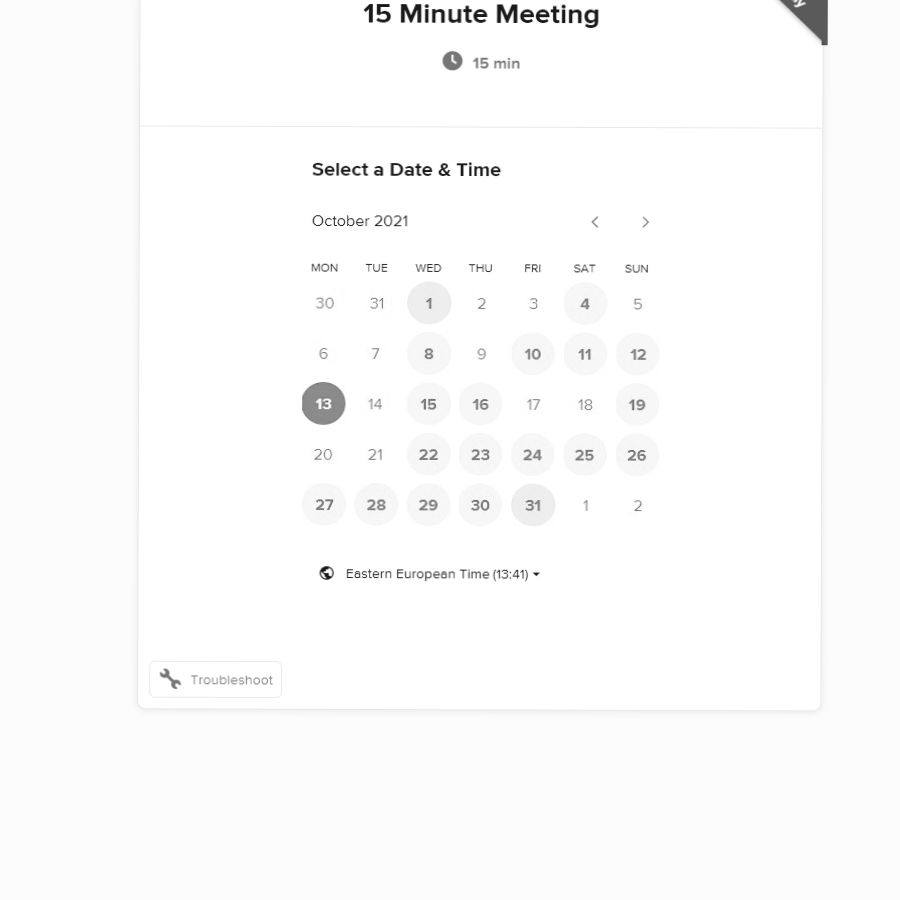 15 Minute Meeting
15 min
Select a Date & Time
October 2021
MON TUE WED THU FRI SAT SUN
30 31 1 2 3 4 5
6 7 8 9 10 11 12
13 14 15 16 17 18 19
20 21 22 23 24 25 26
27 28 29 30 31 1 2
Eastern European Time (13:41)
Troubleshoot